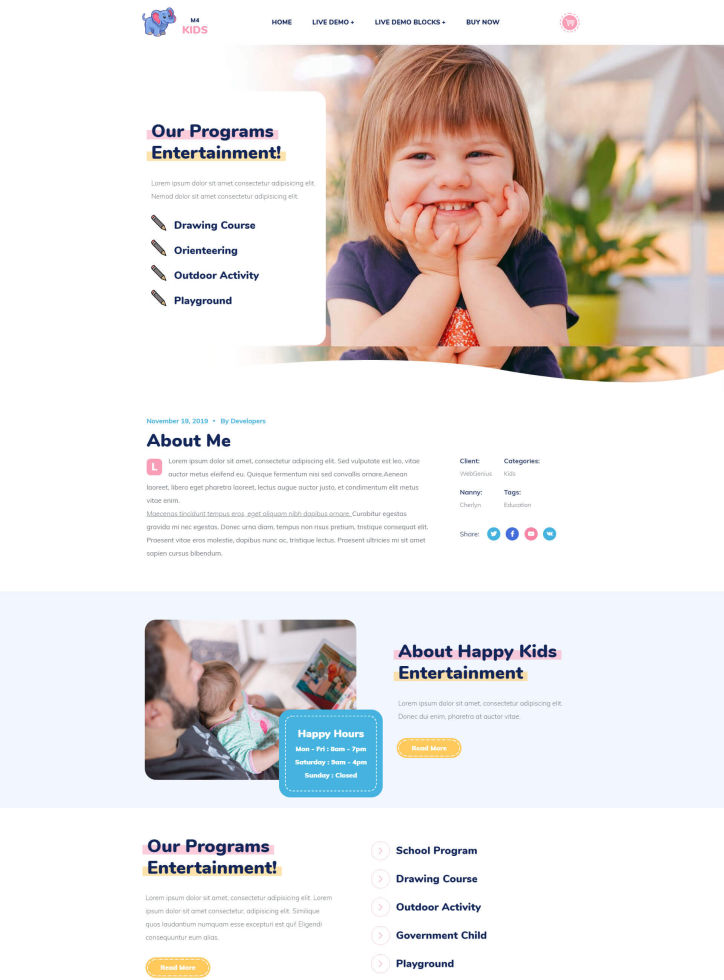 M4
KIDS
HOME LIVE DEMO + LIVE DEMO BLOCKS + BUY NOW
Our Programs
Entertainment!
Lorem ipsum dolor sit amet consectetur adipisicing elit.
Nemod dolor sit amet consectetur adipisicing elit.
Drawing Course
Orienteering
Outdoor Activity
Playground
November 19, 2019 • By Developers
About Me
L Lorem ipsum dolor sit amet, consectetur adipiscing elit. Sed vulputate est leo, vitae
auctor metus eleifend eu. Quisque fermentum nisl sed convallis ornare.Aenean
laoreet, libero eget pharetra laoreet, lectus augue auctor justo, et condimentum elit metus
vitae enim.
Maecenas tincidunt tempus eros, eget aliquam nibh dapibus ornare. Curabitur egestas
gravida mi nec egestas. Donec urna diam, tempus non risus pretium, tristique consequat elit.
Praesent vitae eros molestie, dapibus nunc ac, tristique lectus. Praesent ultricies mi sit amet
sapien cursus bibendum.
Client: Categories:
WebGenius Kids
Nanny: Tags:
Cherlyn Education
Share:
Happy Hours
Mon - Fri : 8am - 7pm
Saturday : 9am - 4pm
Sunday : Closed
About Happy Kids
Entertainment
Lorem ipsum dolor sit amet, consectetur adipiscing elit.
Donec dui enim, pharetra at auctor vitae.
Read More
Our Programs
Entertainment!
Lorem ipsum dolor sit amet, consectetur adipisicing elit. Lorem
ipsum dolor sit amet, consectetur, adipisicing elit. Similique
quos laudantium numquam esse excepturi est qui! Eligendi
consequuntur eum alias.
Read More
School Program
Drawing Course
Outdoor Activity
Government Child
Playground